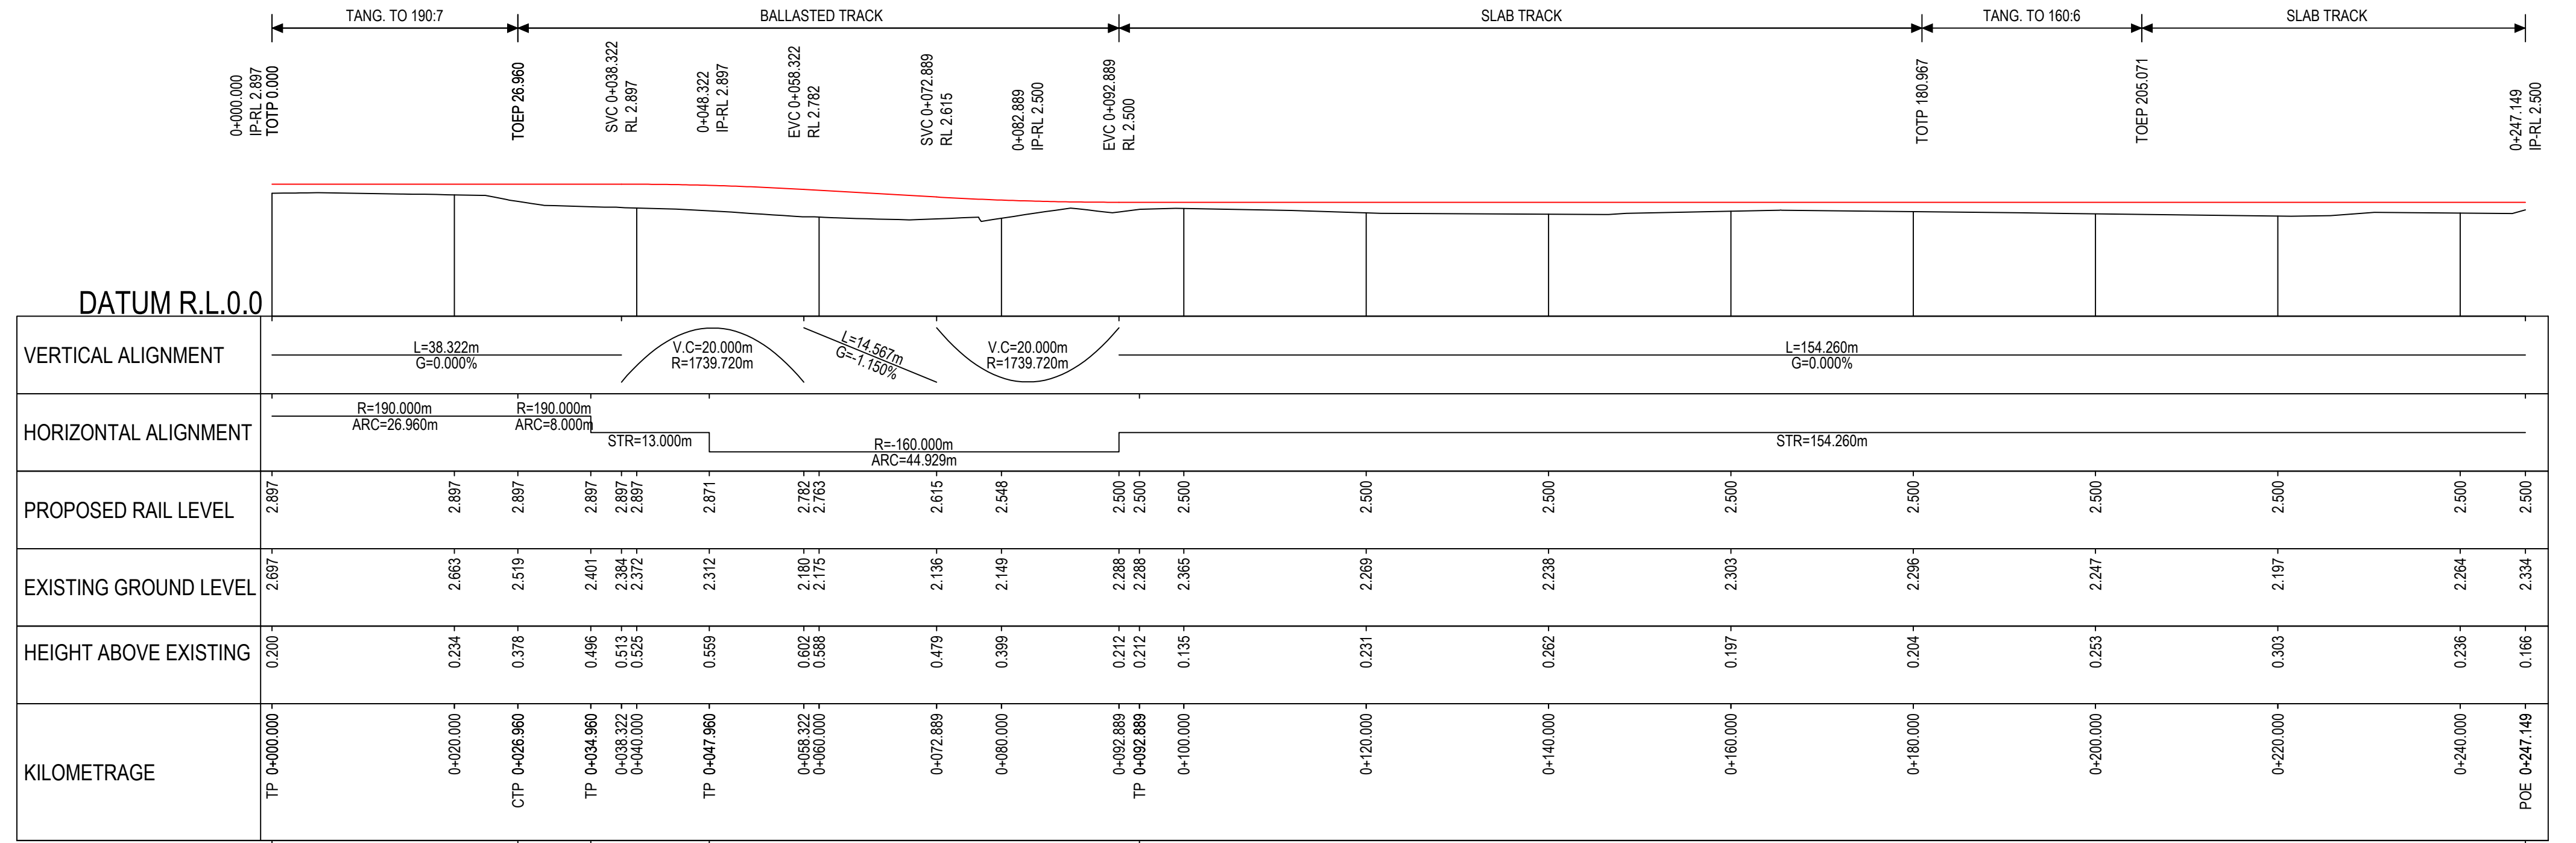 TANG. TO 190:7
BALLASTED TRACK
SLAB TRACK
TANG. TO 160:6
SLAB TRACK
0+000.000
IP-RL 2.897
TOTP 0.000
TOEP 26.960
SVC 0+038.322
RL 2.897
0+048.322
IP-RL 2.897
EVC 0+058.322
RL 2.782
SVC 0+072.889
RL 2.615
0+082.889
IP-RL 2.500
EVC 0+092.889
RL 2.500
TOTP 180.967
TOEP 205.071
0+247.149
IP-RL 2.500
DATUM R.L.0.0
VERTICAL ALIGNMENT
L=38.322m
G=0.000%
V.C=20.000m
R=1739.720m
L=14.567m
G=-1.150%
V.C=20.000m
R=1739.720m
L=154.260m
G=0.000%
HORIZONTAL ALIGNMENT
R=190.000m
ARC=26.960m
R=190.000m
ARC=8.000m
STR=13.000m
R=-160.000m
ARC=44.929m
STR=154.260m
PROPOSED RAIL LEVEL
2.897
2.897
2.897
2.897
2.897
2.897
2.871
2.782
2.763
2.615
2.548
2.500
2.500
2.500
2.500
2.500
2.500
2.500
2.500
2.500
2.500
2.500
EXISTING GROUND LEVEL
2.697
2.663
2.519
2.401
2.384
2.372
2.312
2.180
2.175
2.136
2.149
2.288
2.288
2.365
2.269
2.238
2.303
2.296
2.247
2.197
2.264
2.334
HEIGHT ABOVE EXISTING
0.200
0.234
0.378
0.496
0.513
0.525
0.559
0.602
0.588
0.479
0.399
0.212
0.212
0.135
0.231
0.262
0.197
0.204
0.253
0.303
0.236
0.166
KILOMETRAGE
TP 0+000.000
0+020.000
CTP 0+026.960
TP 0+034.960
0+038.322
0+040.000
TP 0+047.960
0+058.322
0+060.000
0+072.889
0+080.000
0+092.889
TP 0+092.889
0+100.000
0+120.000
0+140.000
0+160.000
0+180.000
0+200.000
0+220.000
0+240.000
POE 0+247.149